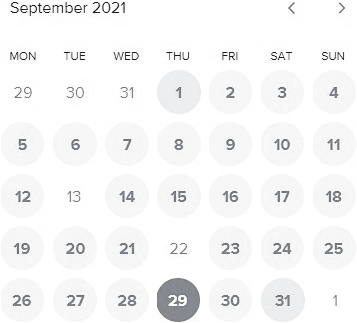 September 2021
MON TUE WED THU FRI SAT SUN
29 30 31 1 2 3 4
5 6 7 8 9 10 11
12 13 14 15 16 17 18
19 20 21 22 23 24 25
26 27 28 29 30 31 1